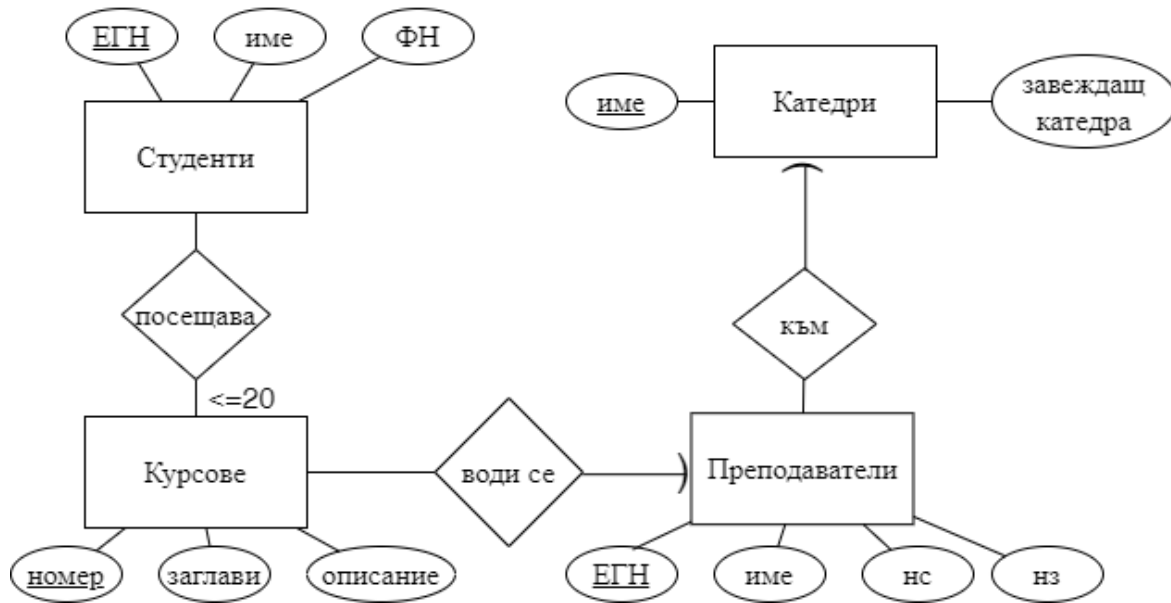 ЕГН
име
ФН
Студенти
име
Катедри
завеждащ
катедра
посещава
към
<=20
Курсове
води се
Преподаватели
номер
заглави
описание
ЕГН
име
нс
нз